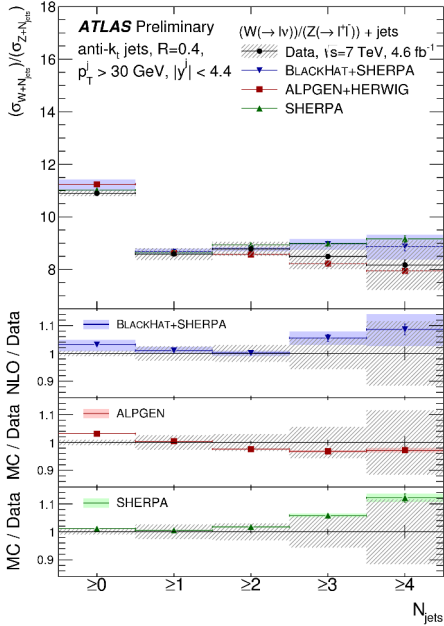 ATLAS Preliminary
anti-kt jets, R=0.4,
pTj > 30 GeV, |yj| < 4.4
(W(→ lν))/(Z(→ l+l-)) + jets
Data, √s=7 TeV, 4.6 fb-1
BLACKHAT+SHERPA
ALPGEN+HERWIG
SHERPA
(σW+Njets)/(σZ+Njets)
18
16
14
12
10
8
NLO / Data
BLACKHAT+SHERPA
1.1
1
0.9
MC / Data
ALPGEN
1.1
1
0.9
MC / Data
SHERPA
1.1
1
0.9
≥0 ≥1 ≥2 ≥3 ≥4
Njets